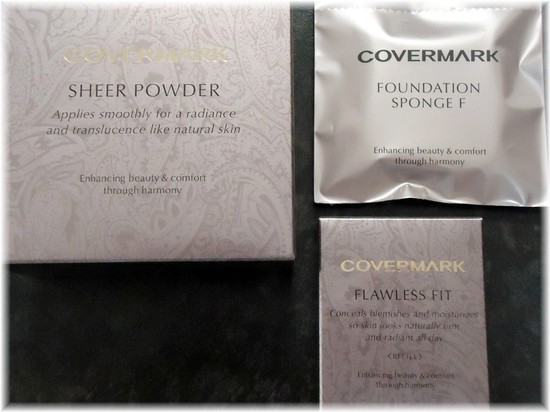 COVERMARK
SHEER POWDER
Applies smoothly for a radiance
and translucence like natural skin
Enhancing beauty & comfort
through harmony
COVERMARK
FOUNDATION
SPONGE F
Enhancing beauty & comfort
through harmony
COVERMARK
FLAWLESS FIT
Conceals blemishes and moisturizes
so skin looks naturally firm
and radiant all day
<REFILL>
Enhancing beauty & comfort
through harmony